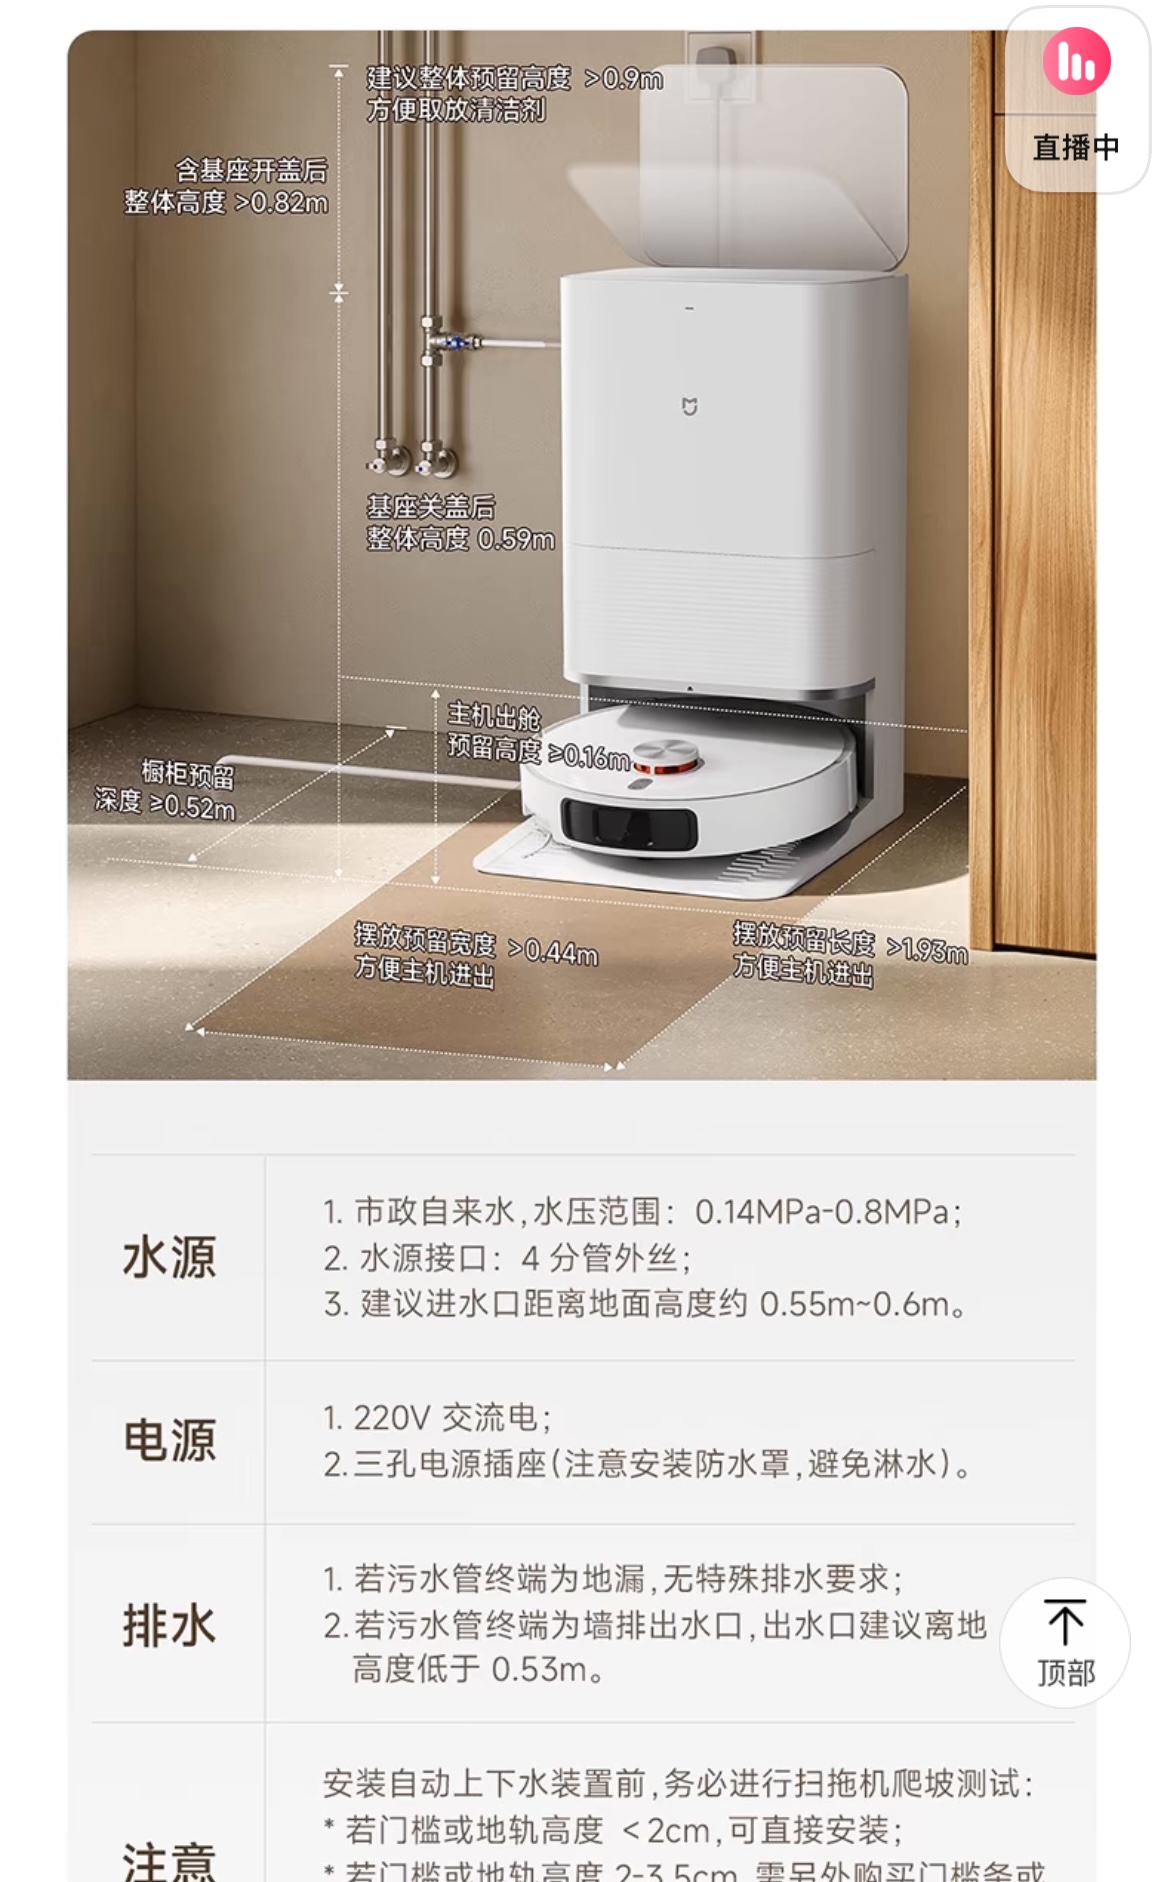 直播中
建议整体预留高度 >0.9m
方便取放清洁剂
含基座开盖后
整体高度 >0.82m
基座关盖后
整体高度 0.59m
主机出舱
预留高度 ≥0.16m
橱柜预留
深度 ≥0.52m
摆放预留宽度 >0.44m
方便主机进出
摆放预留长度 >1.93m
方便主机进出
水源
1. 市政自来水,水压范围: 0.14MPa-0.8MPa;
2. 水源接口: 4 分管外丝;
3. 建议进水口距离地面高度约 0.55m~0.6m。
电源
1. 220V 交流电;
2.三孔电源插座(注意安装防水罩,避免淋水)。
排水
1. 若污水管终端为地漏,无特殊排水要求;
2.若污水管终端为墙排出水口,出水口建议离地
高度低于 0.53m。
顶部
注意
安装自动上下水装置前,务必进行扫拖机爬坡测试:
* 若门槛或地轨高度 <2cm,可直接安装;
* 若门槛或地轨高度 2-3.5cm,需另外购买门槛条或